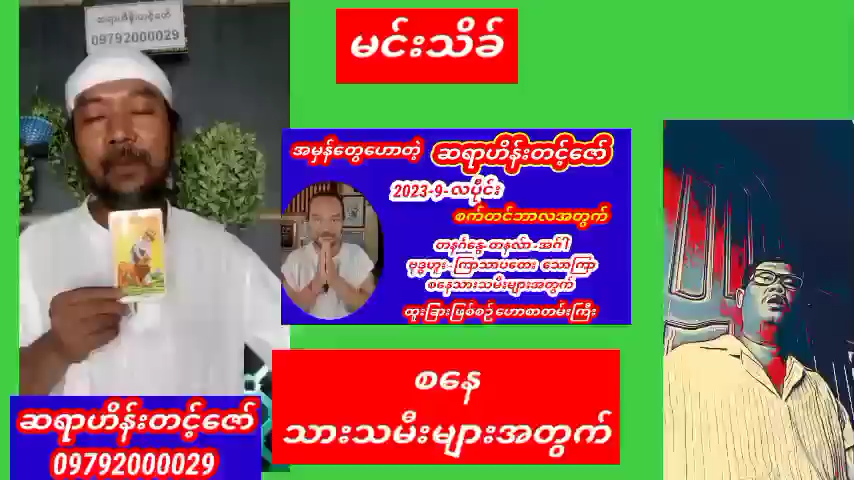 ဆရာဟိန်းတင့်ဇော်
09792000029
မင်းသိခ်
အမှန်တွေဟောတဲ့ ဆရာဟိန်းတင့်ဇော်
2023-9-လပိုင်း
စက်တင်ဘာလအတွက်
တနင်္ဂနွေ-တနင်္လာ-အင်္ဂါ
ဗုဒ္ဓဟူး-ကြာသာပတေး သောကြာ
စနေသားသမီးများအတွက်
ထူးခြားဖြစ်စဉ်ဟောစာတမ်းကြီး
စနေ
သားသမီးများအတွက်
ဆရာဟိန်းတင့်ဇော်
09792000029